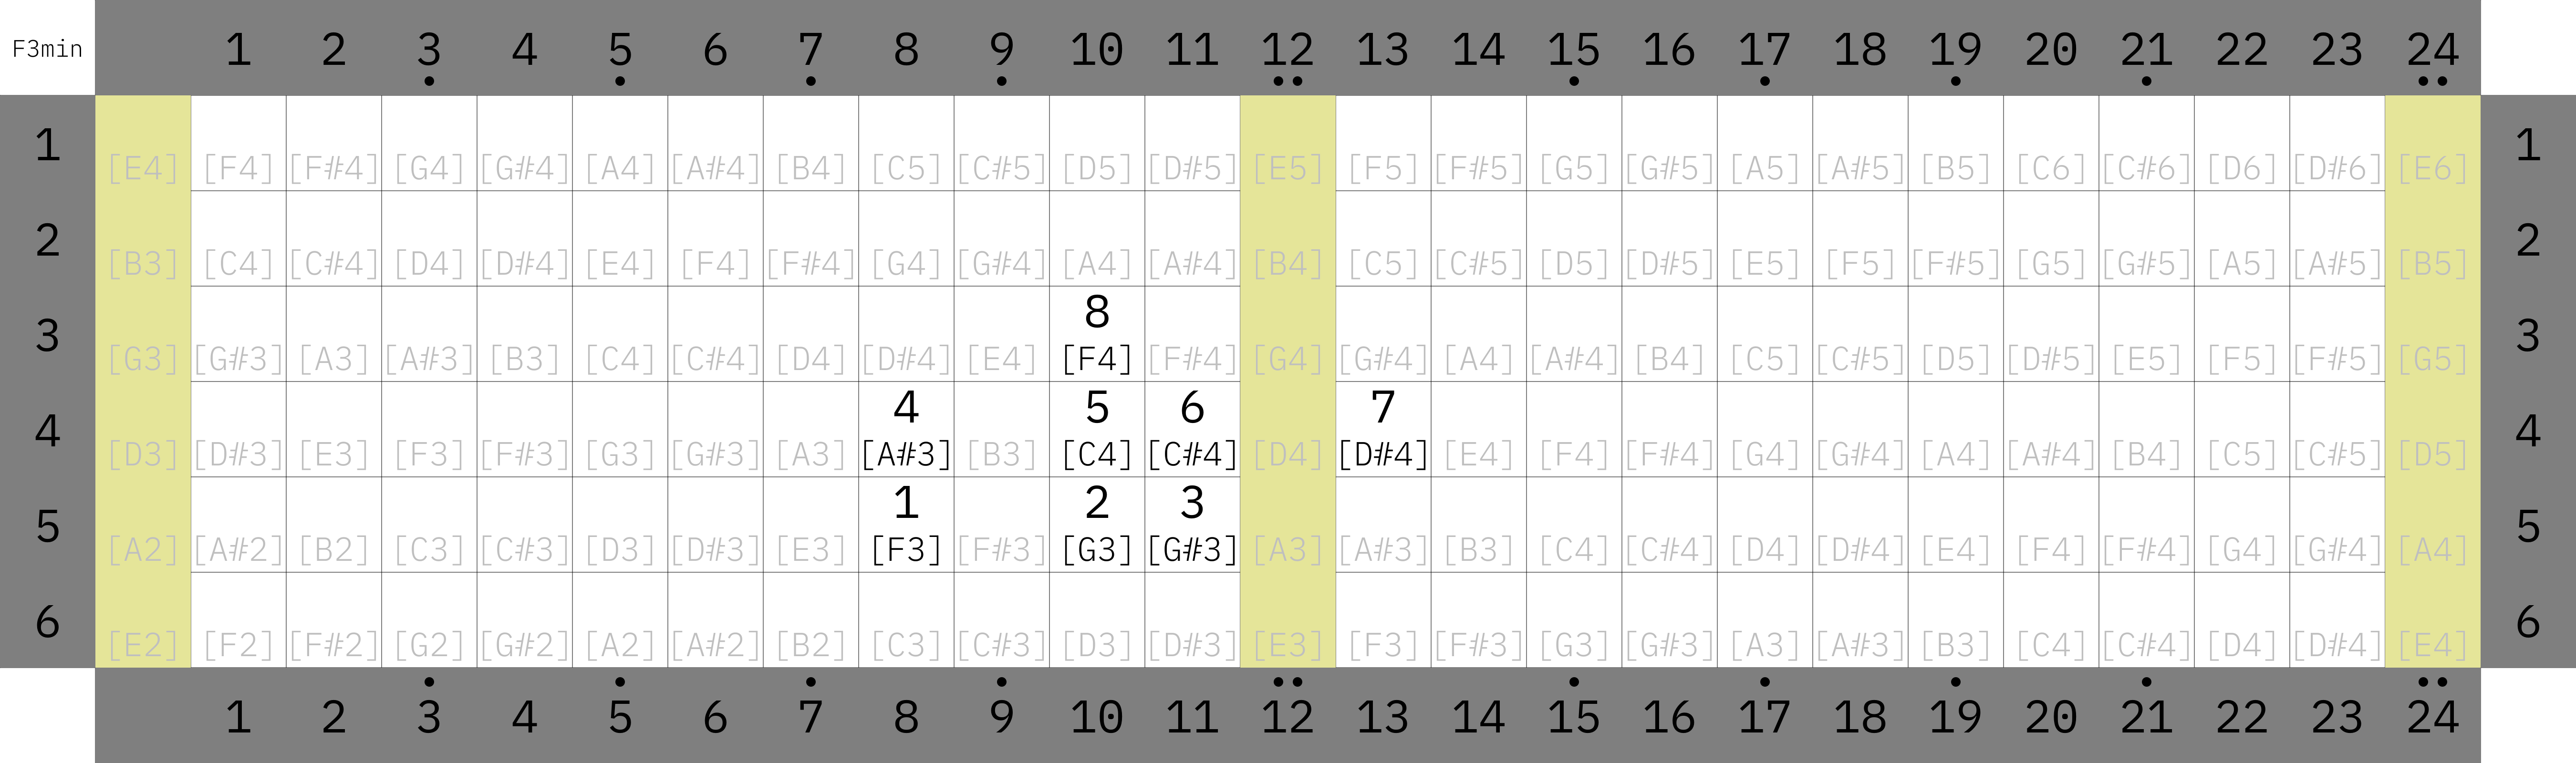 F3min 1 2 3 4 5 6 7 8 9 10 11 12 13 14 15 16 17 18 19 20 21 22 23 24
1 [E4] [F4] [F#4] [G4] [G#4] [A4] [A#4] [B4] [C5] [C#5] [D5] [D#5] [E5] [F5] [F#5] [G5] [G#5] [A5] [A#5] [B5] [C6] [C#6] [D6] [D#6] [E6] 1
2 [B3] [C4] [C#4] [D4] [D#4] [E4] [F4] [F#4] [G4] [G#4] [A4] [A#4] [B4] [C5] [C#5] [D5] [D#5] [E5] [F5] [F#5] [G5] [G#5] [A5] [A#5] [B5] 2
8
3 [G3] [G#3] [A3] [A#3] [B3] [C4] [C#4] [D4] [D#4] [E4] [F4] [F#4] [G4] [G#4] [A4] [A#4] [B4] [C5] [C#5] [D5] [D#5] [E5] [F5] [F#5] [G5] 3
4 5 6 7
4 [D3] [D#3] [E3] [F3] [F#3] [G3] [G#3] [A3] [A#3] [B3] [C4] [C#4] [D4] [D#4] [E4] [F4] [F#4] [G4] [G#4] [A4] [A#4] [B4] [C5] [C#5] [D5] 4
1 2 3
5 [A2] [A#2] [B2] [C3] [C#3] [D3] [D#3] [E3] [F3] [F#3] [G3] [G#3] [A3] [A#3] [B3] [C4] [C#4] [D4] [D#4] [E4] [F4] [F#4] [G4] [G#4] [A4] 5
6 [E2] [F2] [F#2] [G2] [G#2] [A2] [A#2] [B2] [C3] [C#3] [D3] [D#3] [E3] [F3] [F#3] [G3] [G#3] [A3] [A#3] [B3] [C4] [C#4] [D4] [D#4] [E4] 6
1 2 3 4 5 6 7 8 9 10 11 12 13 14 15 16 17 18 19 20 21 22 23 24